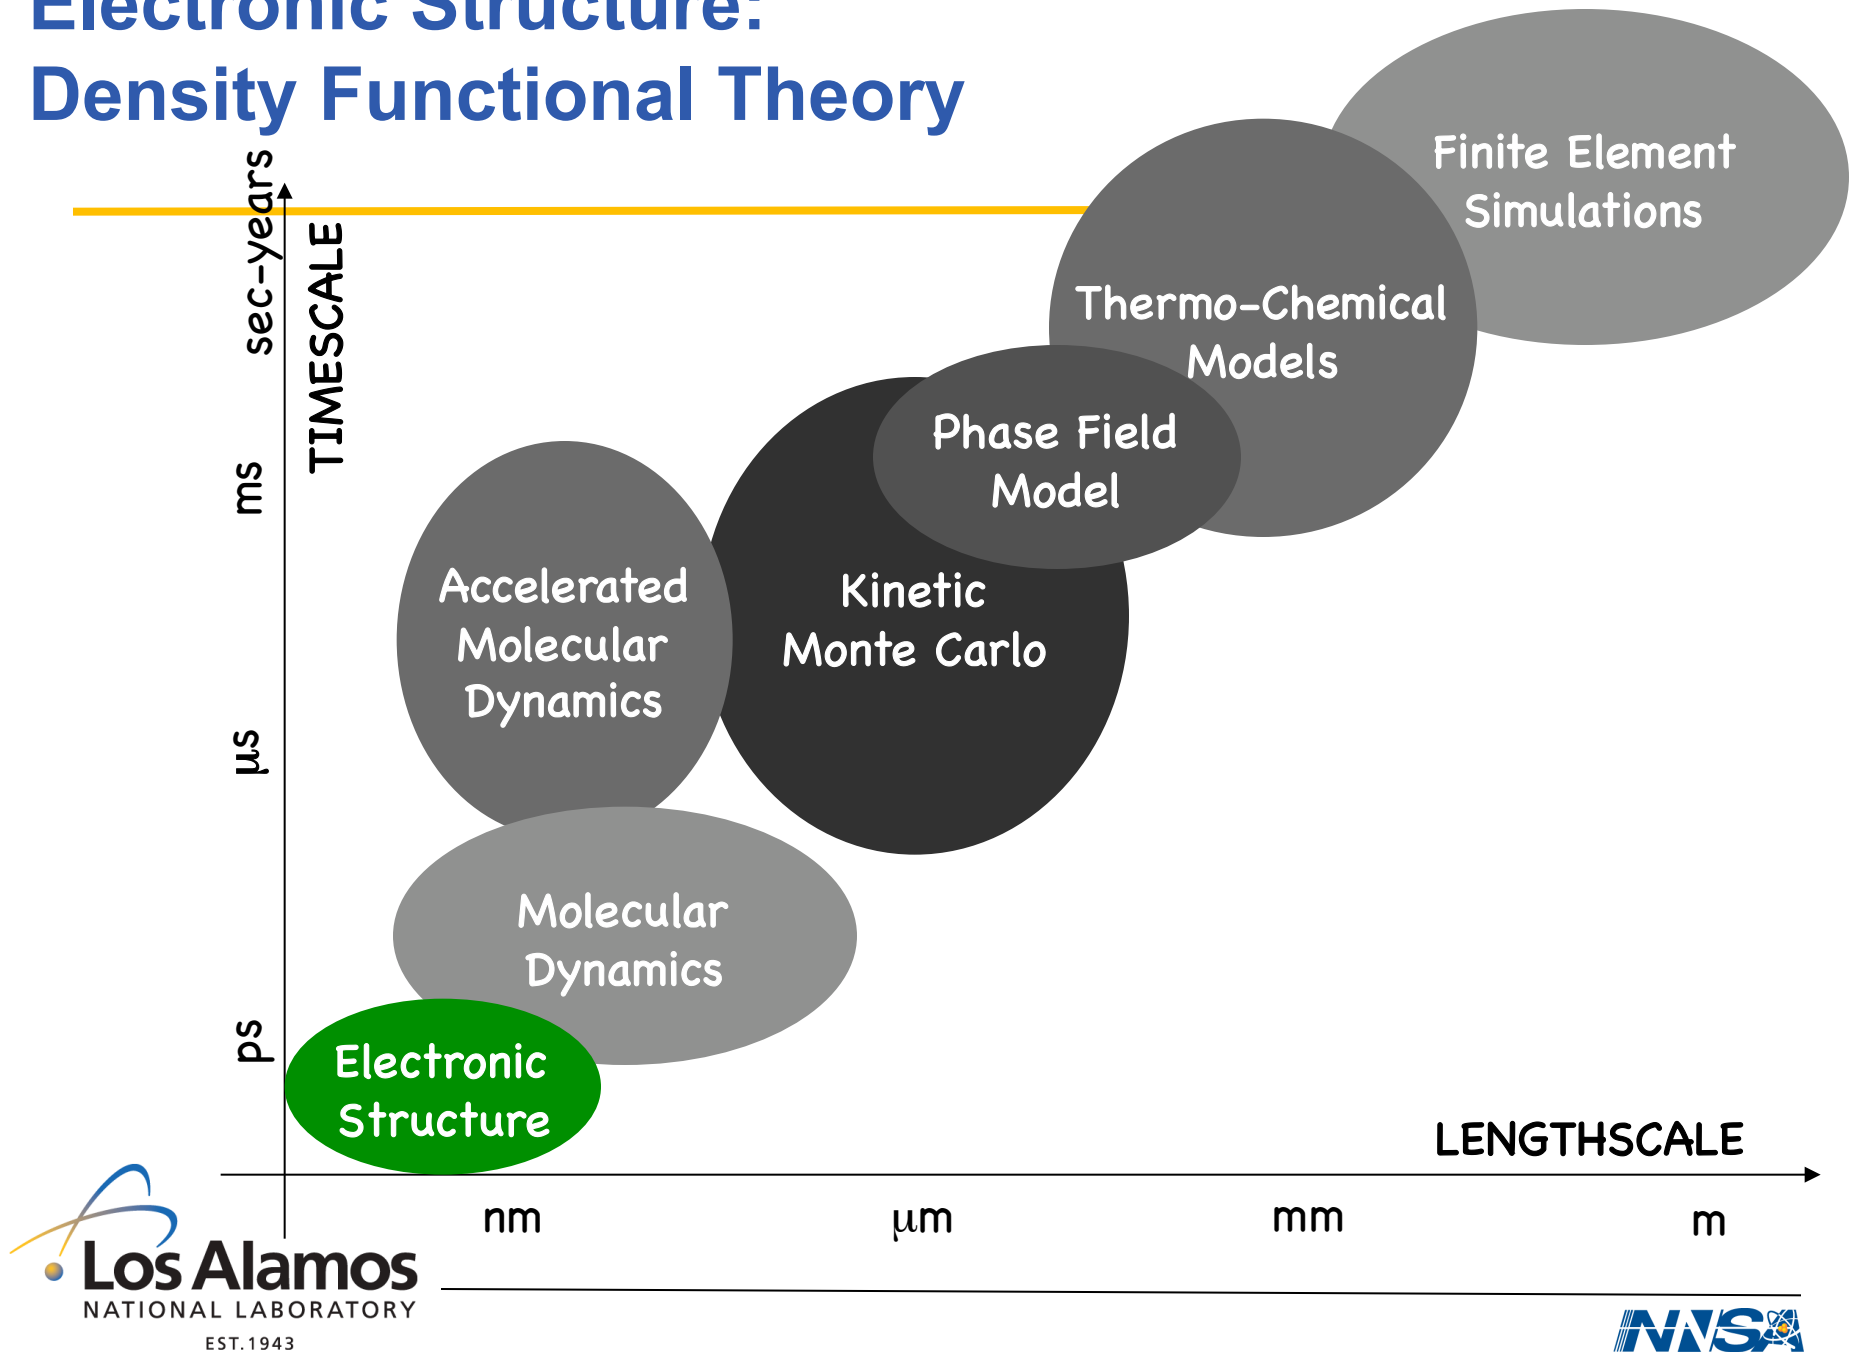 Electronic Structure:
Density Functional Theory
Finite Element
Simulations
sec-years
TIMESCALE
Thermo-Chemical
Models
Phase Field
Model
ms
Accelerated
Molecular
Dynamics
Kinetic
Monte Carlo
μs
Molecular
Dynamics
ps
Electronic
Structure
LENGTHSCALE
nm
μm
mm
m
Los Alamos
NATIONAL LABORATORY
EST.1943
NNSA